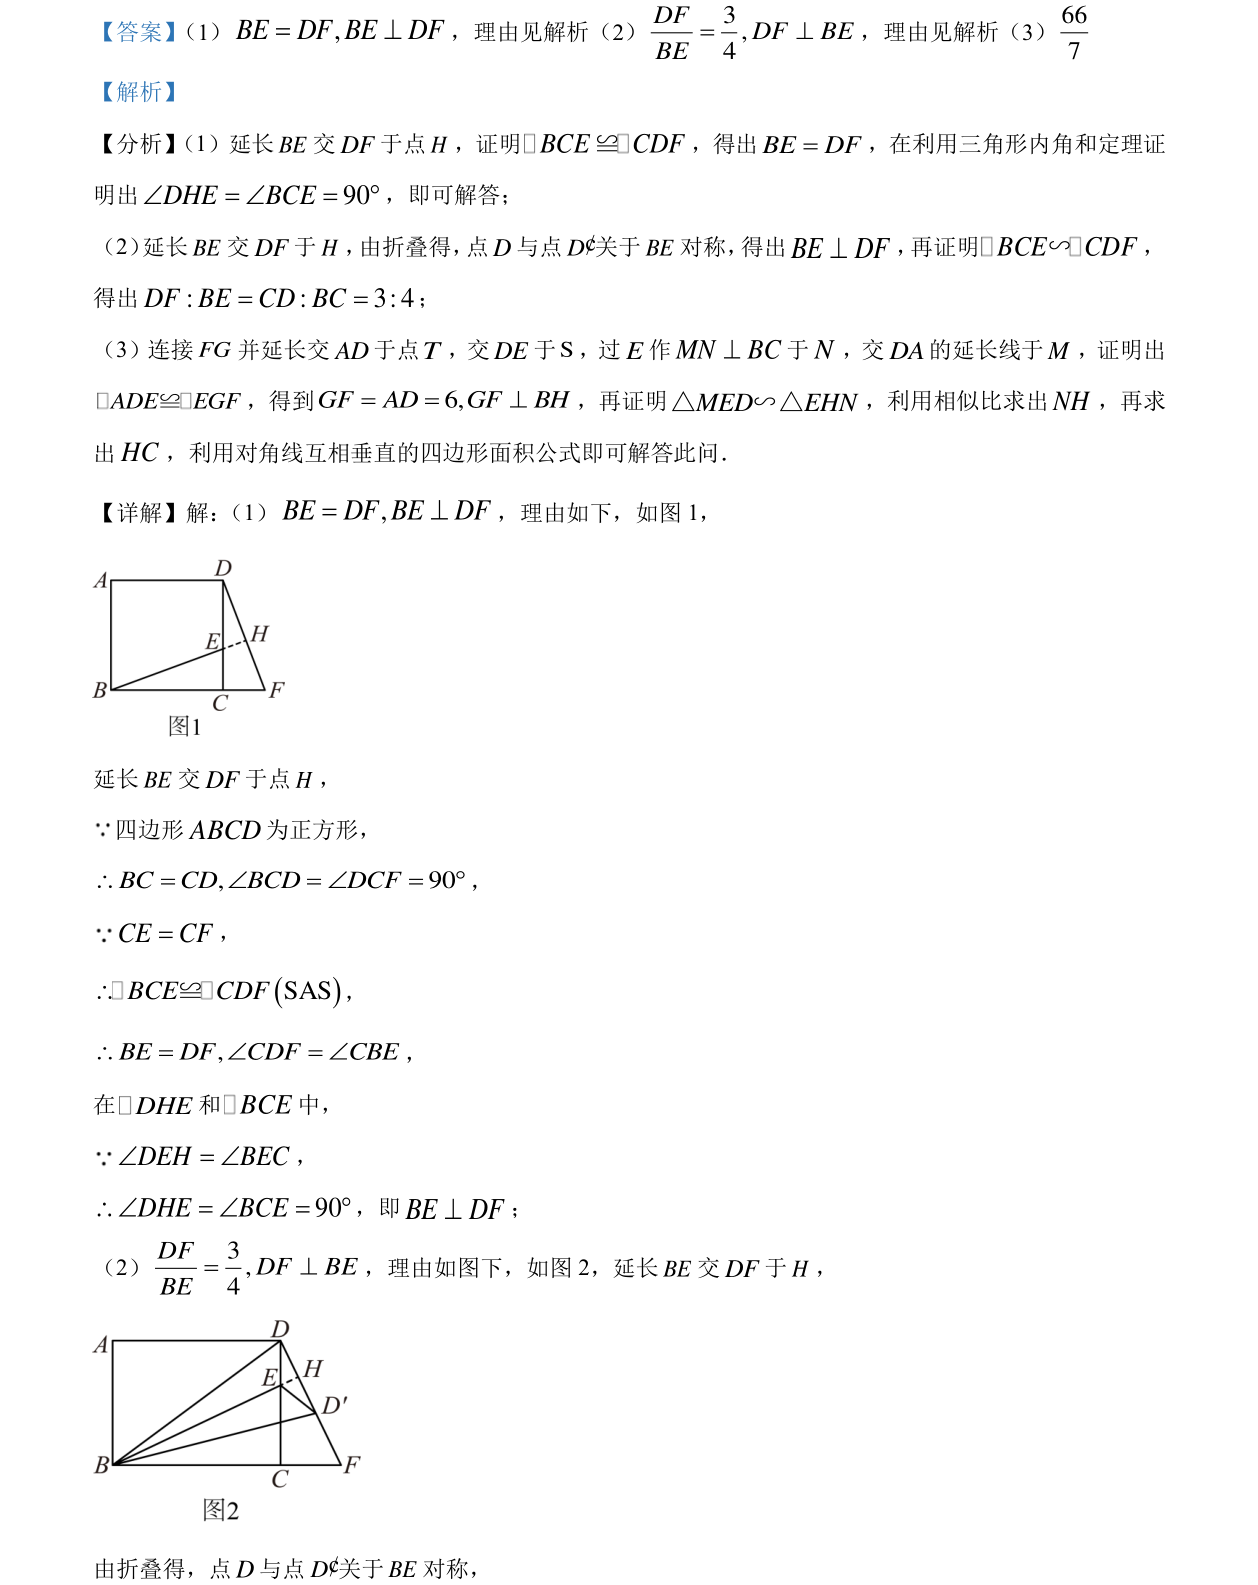 【答案】（1）BE = DF, BE ⊥ DF，理由见解析（2）DF/BE = 3/4, DF ⊥ BE，理由见解析（3）66/7
【解析】
【分析】（1）延长 BE 交 DF 于点 H，证明□BCE≌□CDF，得出 BE = DF，在利用三角形内角和定理证
明出∠DHE = ∠BCE = 90°，即可解答；
（2）延长 BE 交 DF 于 H，由折叠得，点 D 与点 D¢关于 BE 对称，得出 BE ⊥ DF，再证明□BCE∽□CDF，
得出 DF : BE = CD : BC = 3 : 4；
（3）连接 FG 并延长交 AD 于点 T，交 DE 于 S，过 E 作 MN ⊥ BC 于 N，交 DA 的延长线于 M，证明出
□ADE≌□EGF，得到 GF = AD = 6, GF ⊥ BH，再证明△MED∽△EHN，利用相似比求出 NH，再求
出 HC，利用对角线互相垂直的四边形面积公式即可解答此问．
【详解】解：（1）BE = DF, BE ⊥ DF，理由如下，如图 1，
A
D
E
H
B
C
F
图1
延长 BE 交 DF 于点 H，
∵四边形 ABCD 为正方形，
∴BC = CD, ∠BCD = ∠DCF = 90°，
∵CE = CF，
∴□BCE≌□CDF(SAS)，
∴BE = DF, ∠CDF = ∠CBE，
在□DHE 和□BCE 中，
∵∠DEH = ∠BEC，
∴∠DHE = ∠BCE = 90°，即 BE ⊥ DF；
（2）DF/BE = 3/4, DF ⊥ BE，理由如图下，如图 2，延长 BE 交 DF 于 H，
A
D
E
H
D′
B
C
F
图2
由折叠得，点 D 与点 D¢关于 BE 对称，